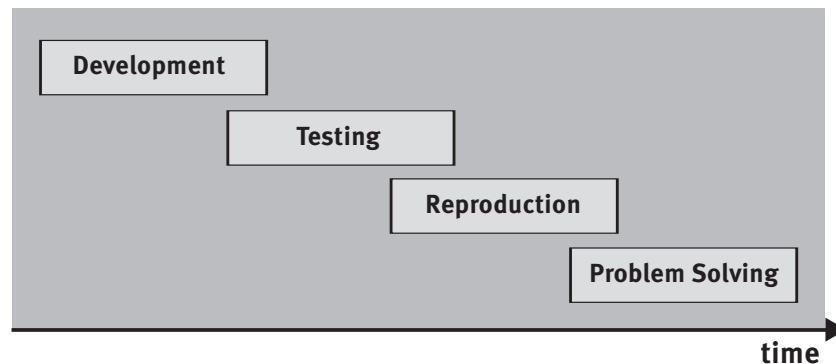 Development
Testing
Reproduction
Problem Solving
time